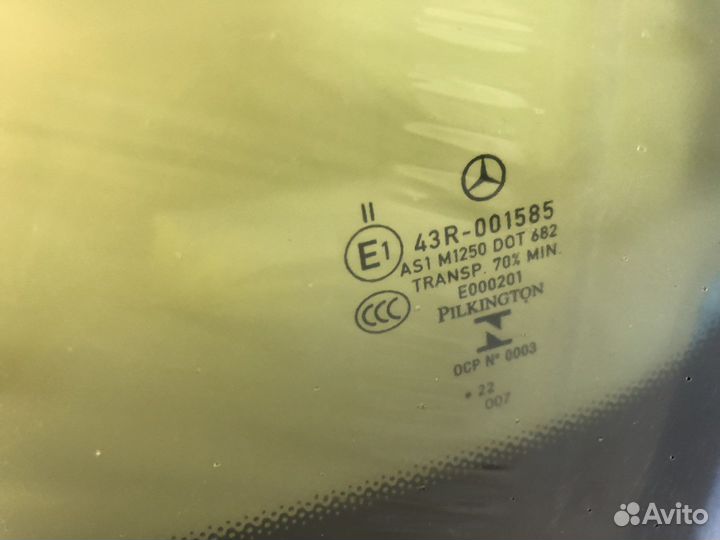 II
E1 43R-001585
AS1 M1250 DOT 682
TRANSP. 70% MIN.
E000201
CCC PILKINGTON
OCP Nº 0003
• 22
007
Avito